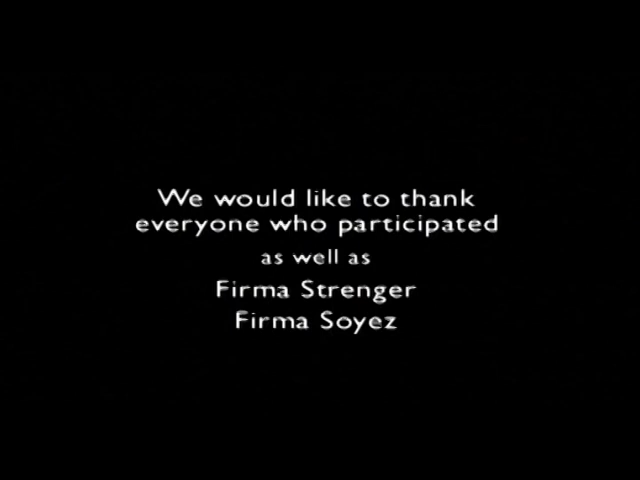 We would like to thank
everyone who participated
as well as
Firma Strenger
Firma Soyez